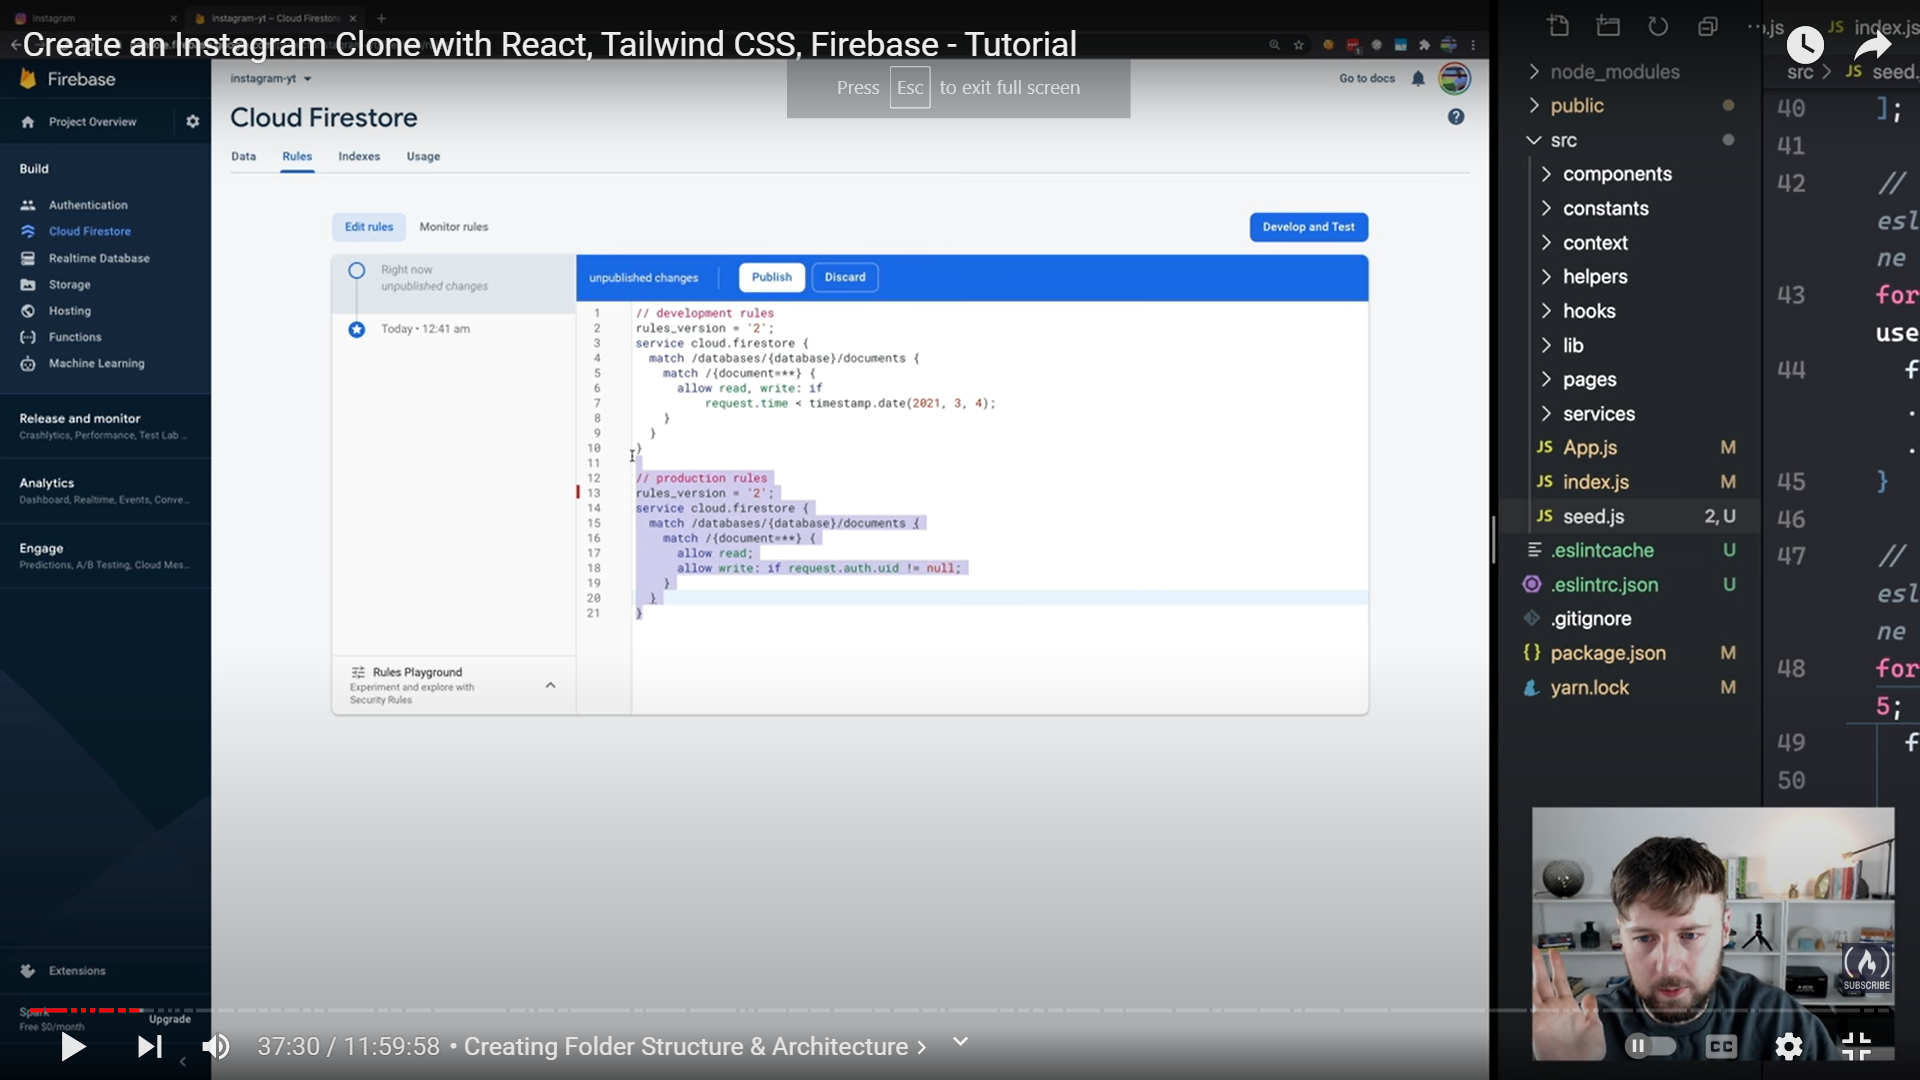 Instagram
instagram-yt – Cloud Firestore
Create an Instagram Clone with React, Tailwind CSS, Firebase - Tutorial
Press Esc to exit full screen
Firebase
Project Overview
Build
Authentication
Cloud Firestore
Realtime Database
Storage
Hosting
Functions
Machine Learning
Release and monitor
Crashlytics, Performance, Test Lab ...
Analytics
Dashboard, Realtime, Events, Conve...
Engage
Predictions, A/B Testing, Cloud Mes...
Extensions
Spark
Free $0/month
Upgrade
instagram-yt
Go to docs
Cloud Firestore
Data Rules Indexes Usage
Edit rules Monitor rules
Develop and Test
Right now
unpublished changes
Today • 12:41 am
Rules Playground
Experiment and explore with
Security Rules
unpublished changes Publish Discard
1 // development rules
2 rules_version = '2';
3 service cloud.firestore {
4 match /databases/{database}/documents {
5 match /{document=**} {
6 allow read, write: if
7 request.time < timestamp.date(2021, 3, 4);
8 }
9 }
10 }
11
12 // production rules
13 rules_version = '2';
14 service cloud.firestore {
15 match /databases/{database}/documents {
16 match /{document=**} {
17 allow read;
18 allow write: if request.auth.uid != null;
19 }
20 }
21 }
node_modules
public
src
components
constants
context
helpers
hooks
lib
pages
services
JS App.js M
JS index.js M
JS seed.js 2, U
.eslintcache U
.eslintrc.json U
.gitignore
{} package.json M
yarn.lock M
.js JS index.js
src > JS seed.
40 ];
41
42 //
esl
ne
43 for
use
44 f
.
.
45 }
46
47 //
esl
ne
48 for
5;
49 f
50
SUBSCRIBE
37:30 / 11:59:58 • Creating Folder Structure & Architecture >
CC